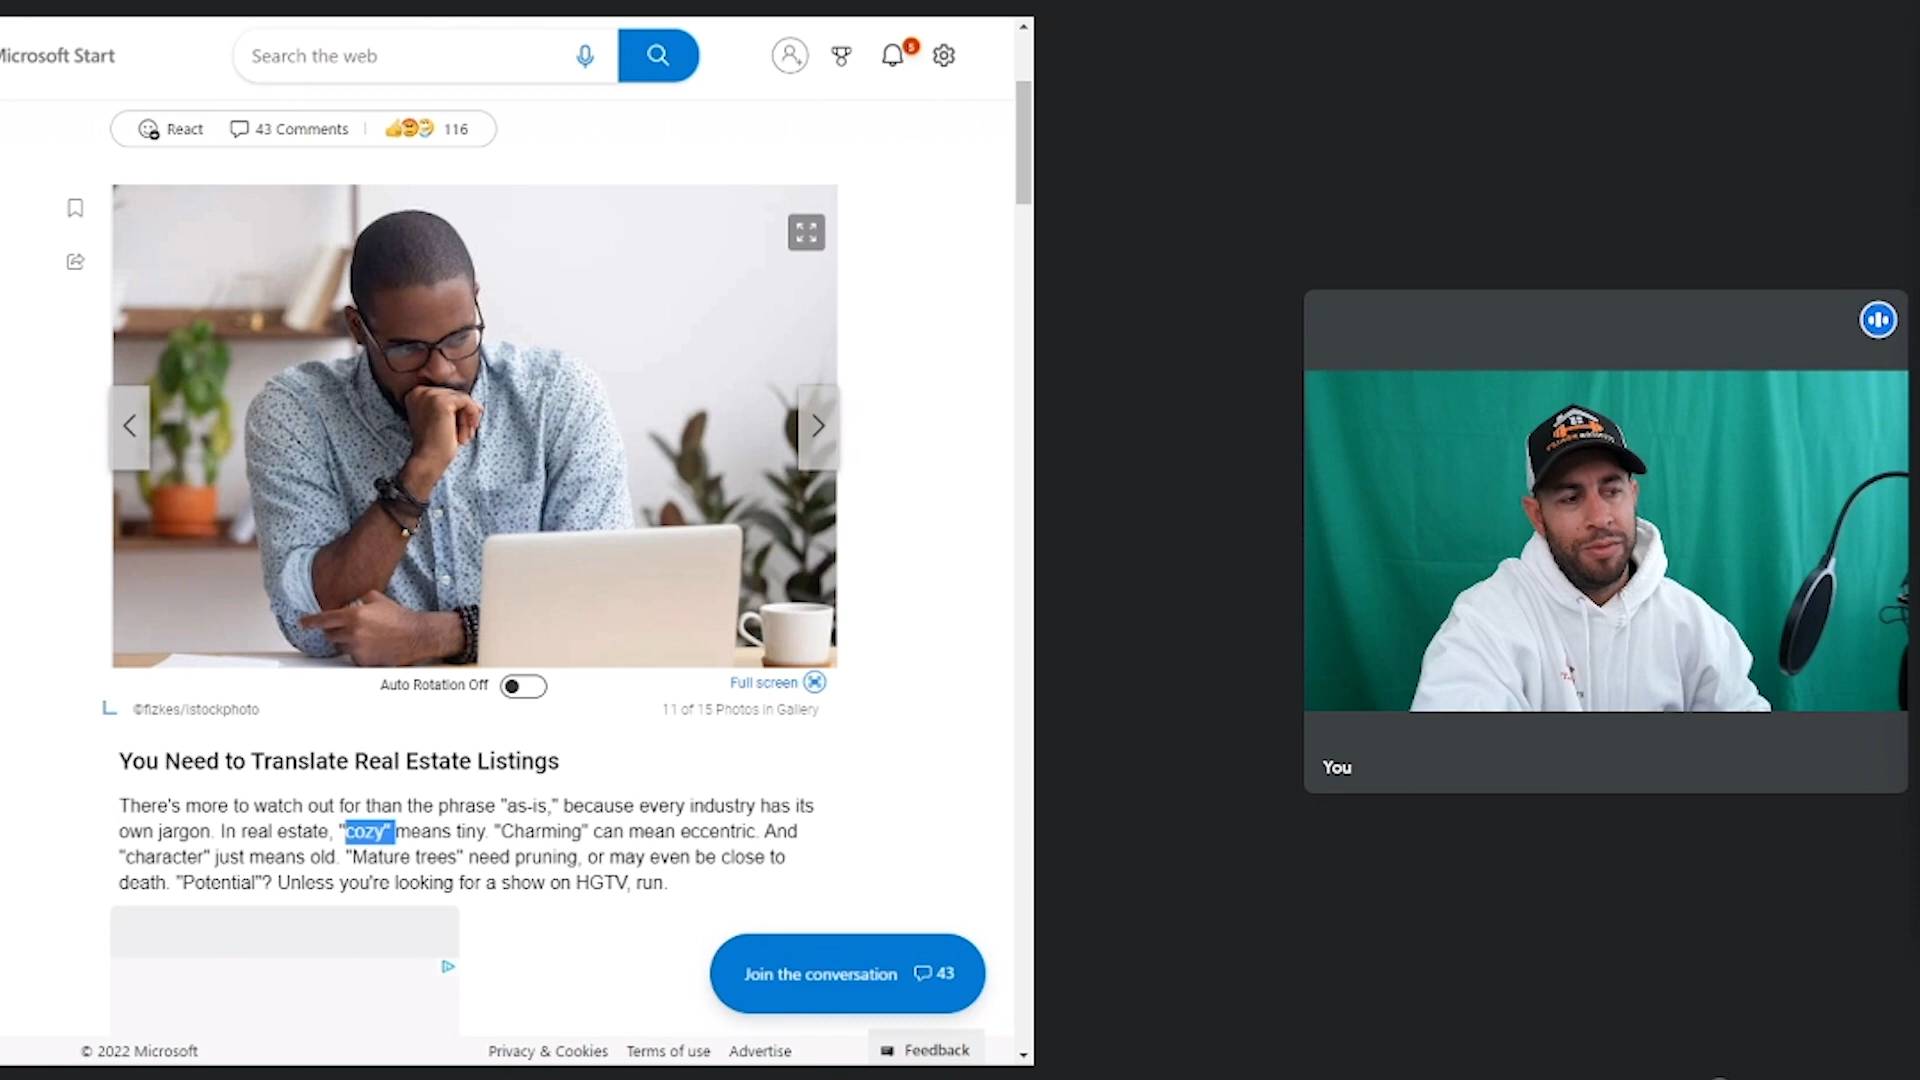 Microsoft Start
Search the web
5
React
43 Comments
116
Auto Rotation Off
Full screen
©fizkes/istockphoto
11 of 15 Photos in Gallery
You Need to Translate Real Estate Listings
There's more to watch out for than the phrase "as-is," because every industry has its
own jargon. In real estate, "cozy" means tiny. "Charming" can mean eccentric. And
"character" just means old. "Mature trees" need pruning, or may even be close to
death. "Potential"? Unless you're looking for a show on HGTV, run.
Join the conversation 43
© 2022 Microsoft
Privacy & Cookies
Terms of use
Advertise
Feedback
You